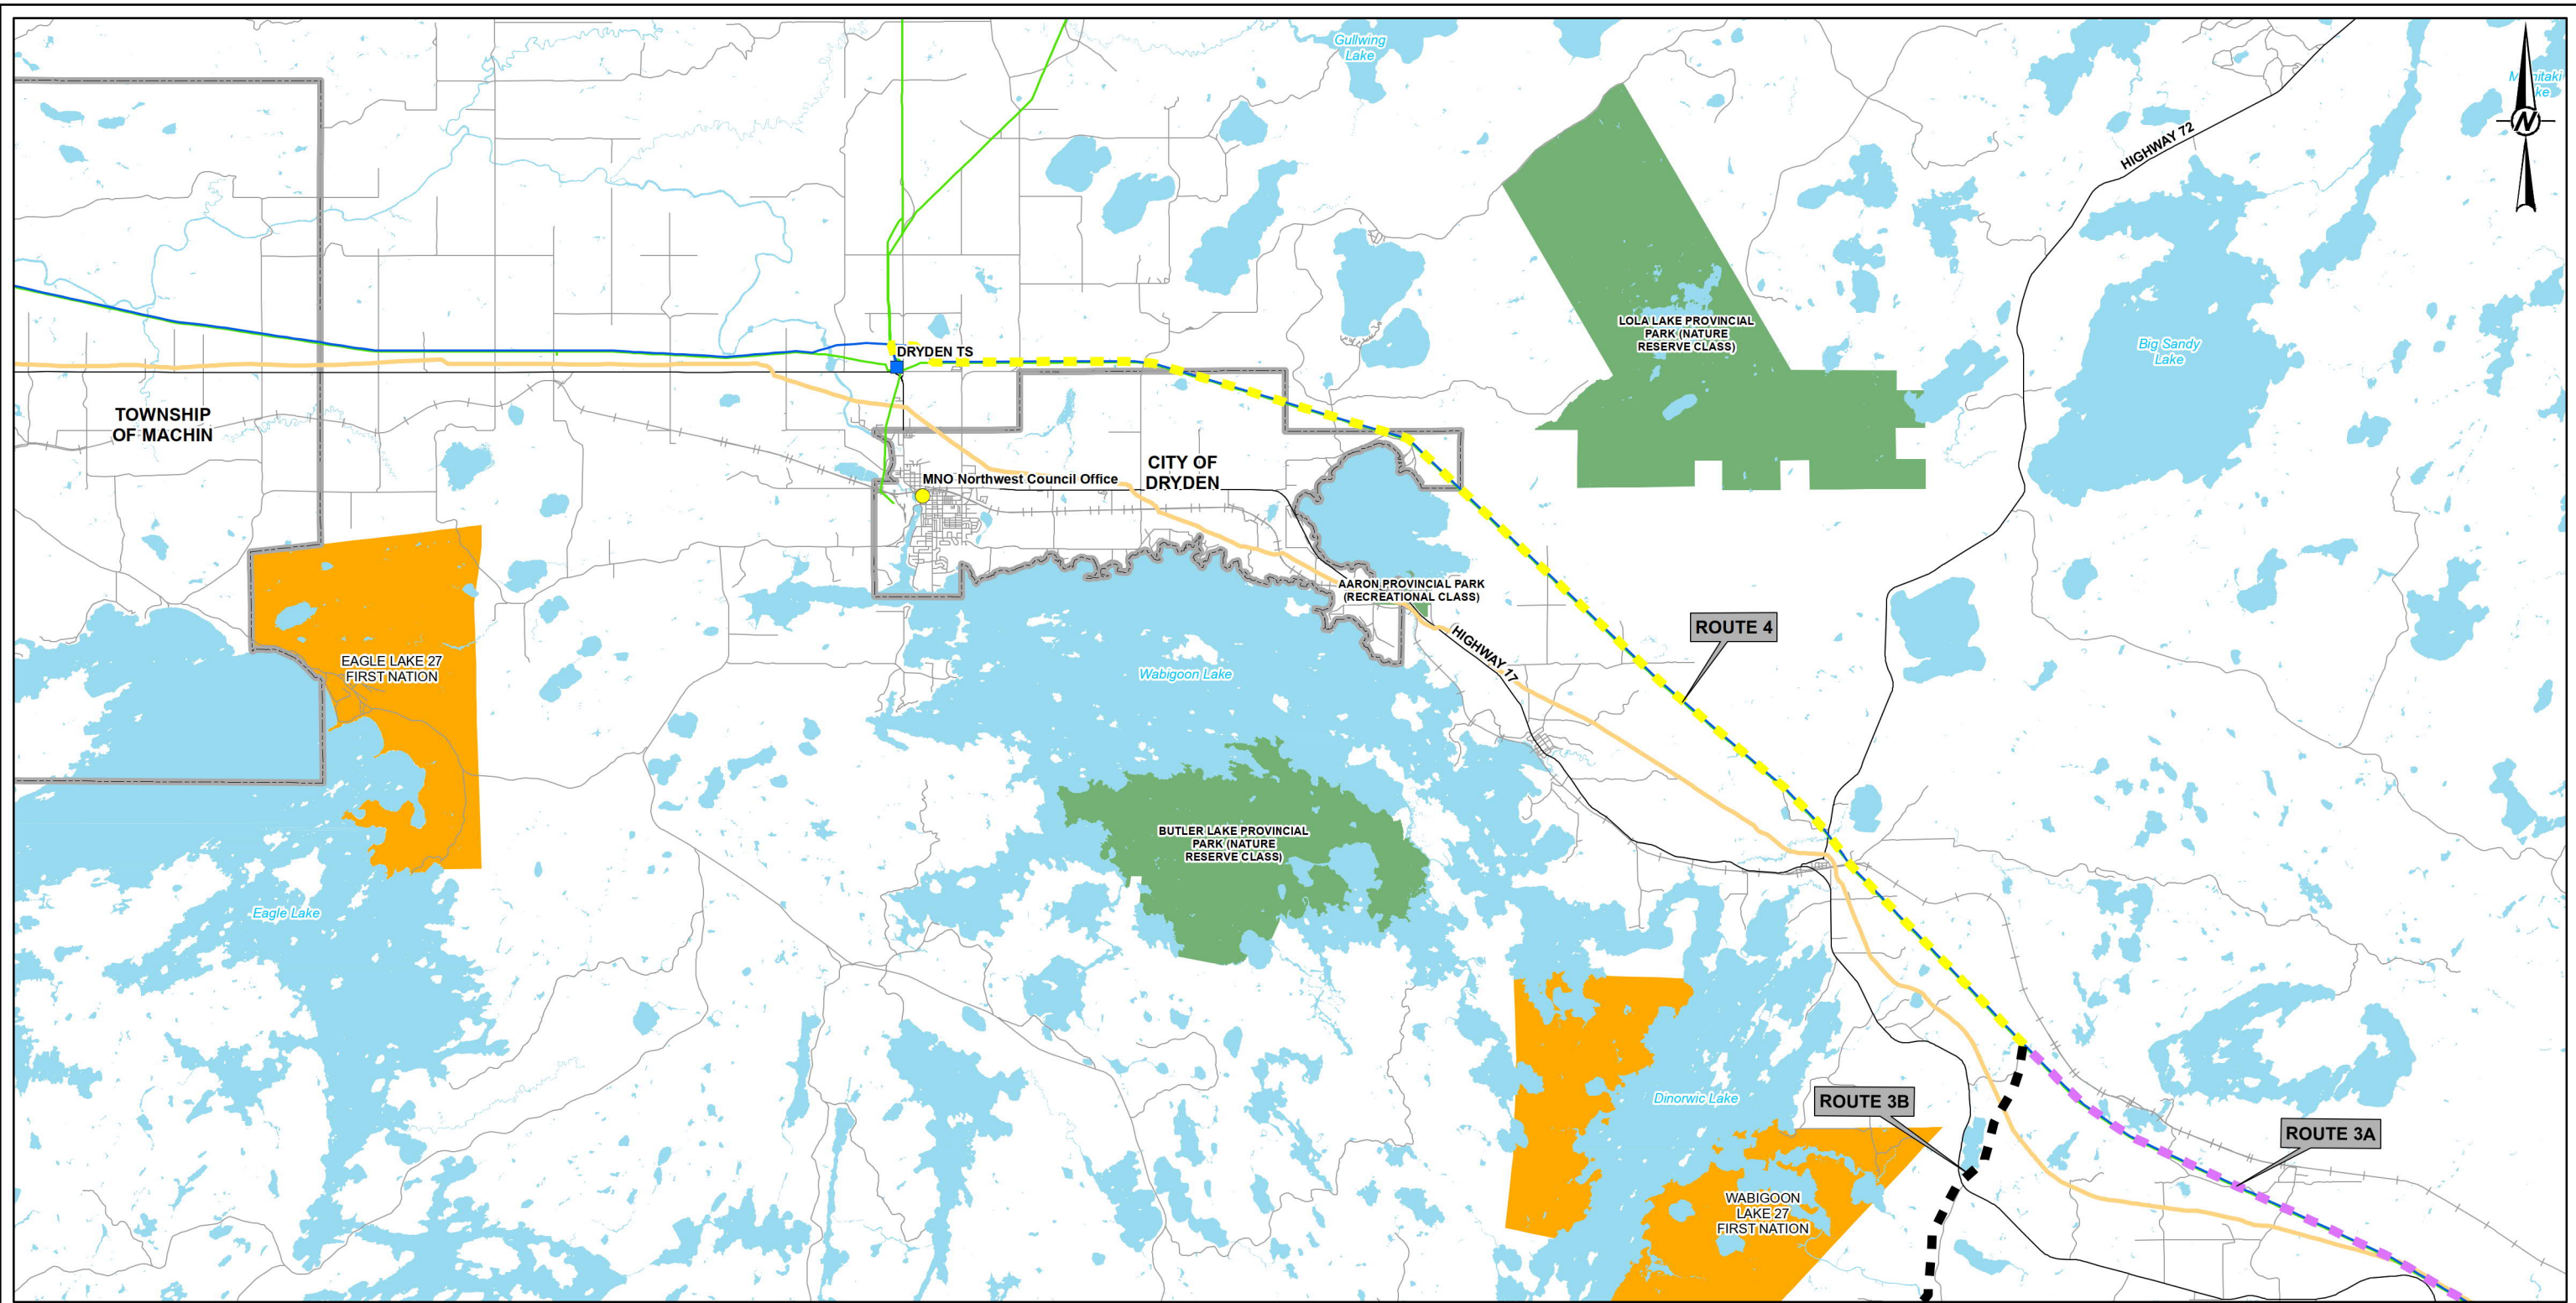 Gullwing
Lake
HIGHWAY 72
N
LOLA LAKE PROVINCIAL
PARK (NATURE
RESERVE CLASS)
Big Sandy
Lake
DRYDEN TS
TOWNSHIP
OF MACHIN
CITY OF
DRYDEN
MNO Northwest Council Office
AARON PROVINCIAL PARK
(RECREATIONAL CLASS)
ROUTE 4
HIGHWAY 17
EAGLE LAKE 27
FIRST NATION
Wabigoon Lake
BUTLER LAKE PROVINCIAL
PARK (NATURE
RESERVE CLASS)
Eagle Lake
Dinorwic Lake
ROUTE 3B
ROUTE 3A
WABIGOON
LAKE 27
FIRST NATION